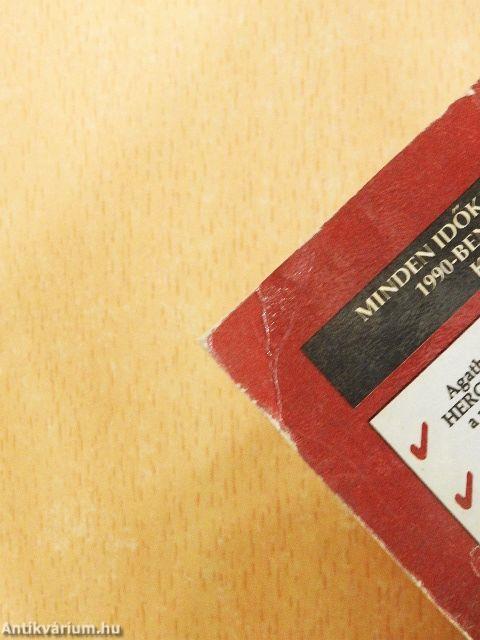 MINDEN IDŐK
1990-BEN
Agath
HERC
a
Antikvárium.hu